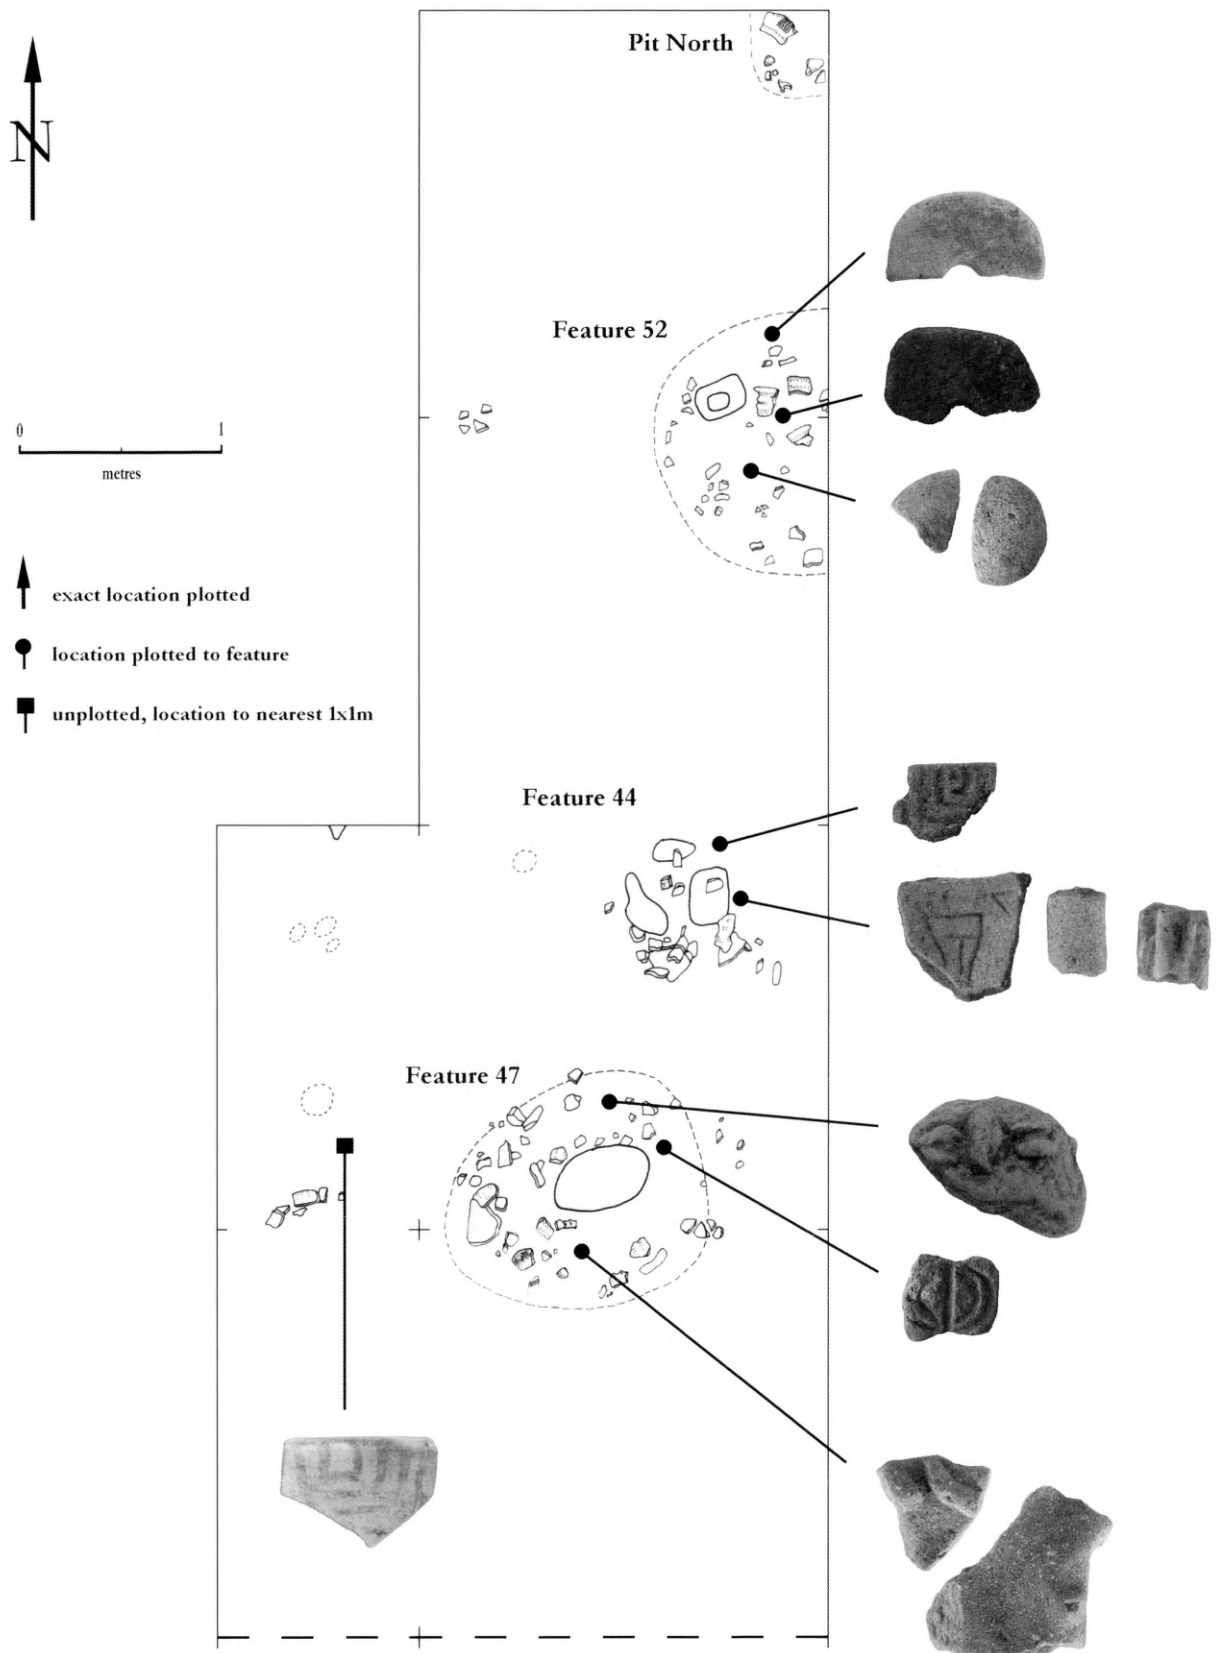 Pit North
N
Feature 52
0 1
metres
exact location plotted
location plotted to feature
unplotted, location to nearest 1x1m
Feature 44
Feature 47